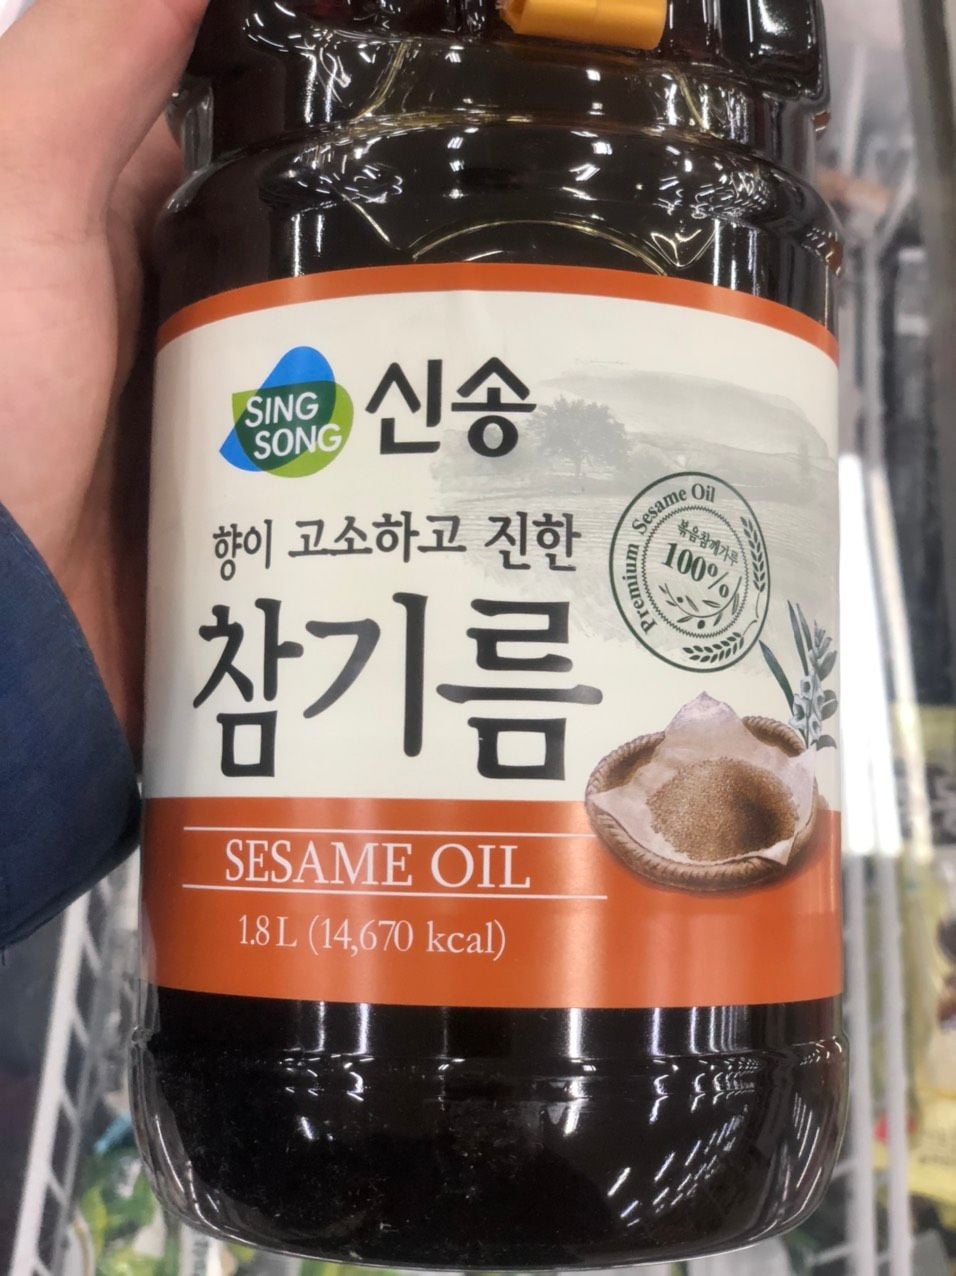 SING
SONG
신송
향이 고소하고 진한
참기름
Premium Sesame Oil
볶음참깨가루
100%
SESAME OIL
1.8 L (14,670 kcal)